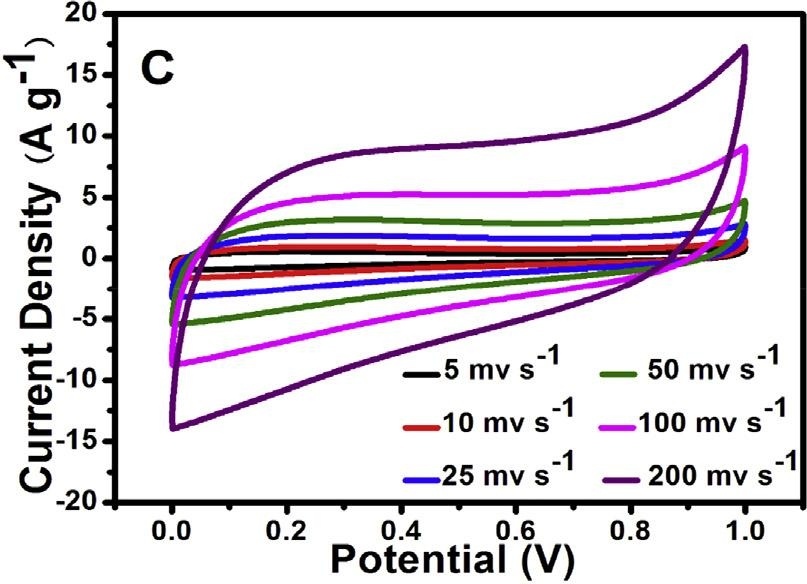 C
Current Density (A g-1)
20
15
10
5
0
-5
-10
-15
-20
5 mv s-1
10 mv s-1
25 mv s-1
50 mv s-1
100 mv s-1
200 mv s-1
0.0 0.2 0.4 0.6 0.8 1.0
Potential (V)